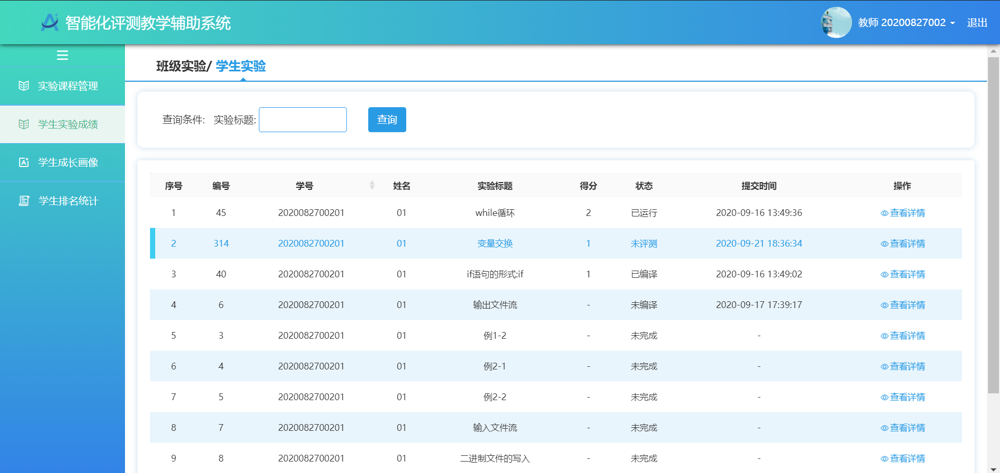 智能化评测教学辅助系统
教师 20200827002
退出
实验课程管理
学生实验成绩
学生成长画像
学生排名统计
班级实验/ 学生实验
查询条件: 实验标题: 查询
序号 编号 学号 姓名 实验标题 得分 状态 提交时间 操作
1 45 2020082700201 01 while循环 2 已运行 2020-09-16 13:49:36 查看详情
2 314 2020082700201 01 变量交换 1 未评测 2020-09-21 18:36:34 查看详情
3 40 2020082700201 01 if语句的形式:if 1 已编译 2020-09-16 13:49:02 查看详情
4 6 2020082700201 01 输出文件流 - 未编译 2020-09-17 17:39:17 查看详情
5 3 2020082700201 01 例1-2 - 未完成 - 查看详情
6 4 2020082700201 01 例2-1 - 未完成 - 查看详情
7 5 2020082700201 01 例2-2 - 未完成 - 查看详情
8 7 2020082700201 01 输入文件流 - 未完成 - 查看详情
9 8 2020082700201 01 二进制文件的写入 - 未完成 - 查看详情